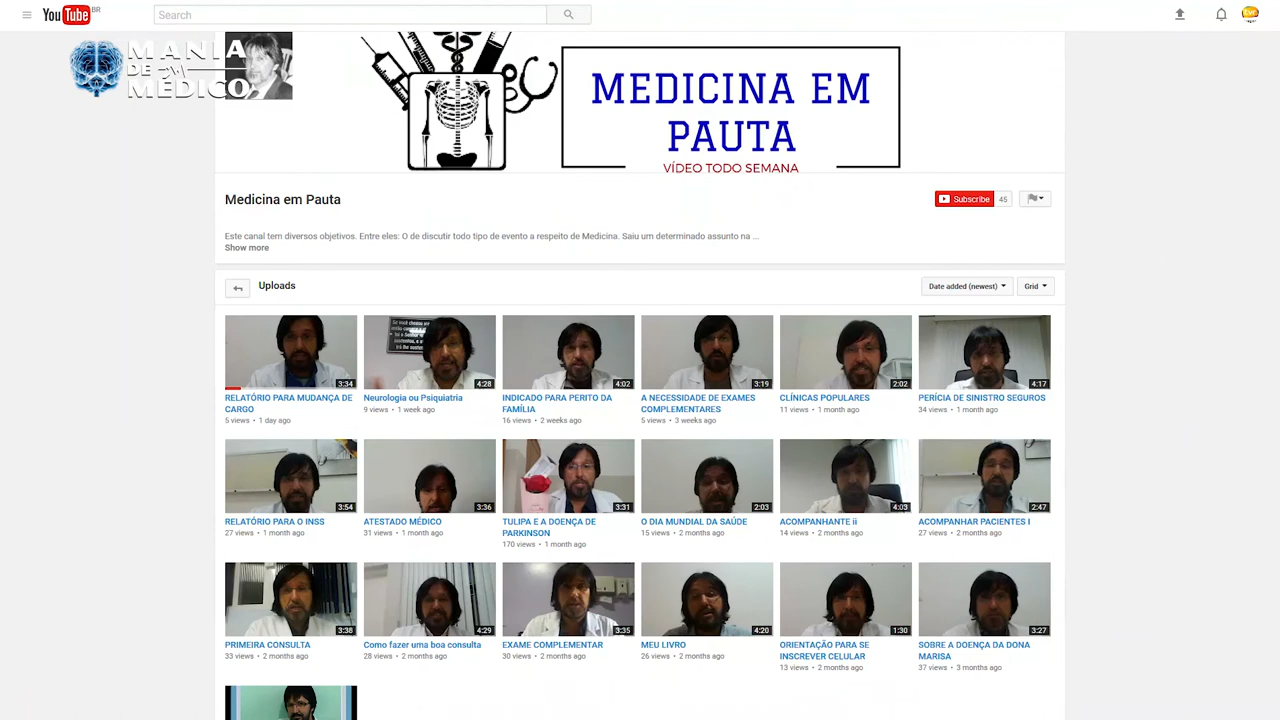 YouTube BR
Search
MANIA
DE
MÉDICO
MEDICINA EM
PAUTA
VÍDEO TODO SEMANA
Medicina em Pauta
Subscribe 45
Este canal tem diversos objetivos. Entre eles: O de discutir todo tipo de evento a respeito de Medicina. Saiu um determinado assunto na ...
Show more
Uploads
Date added (newest)
Grid
3:34
4:28
4:02
3:19
2:02
4:17
RELATÓRIO PARA MUDANÇA DE
CARGO
5 views • 1 day ago
Neurologia ou Psiquiatria
9 views • 1 week ago
INDICADO PARA PERITO DA
FAMÍLIA
16 views • 2 weeks ago
A NECESSIDADE DE EXAMES
COMPLEMENTARES
5 views • 3 weeks ago
CLÍNICAS POPULARES
11 views • 1 month ago
PERÍCIA DE SINISTRO SEGUROS
34 views • 1 month ago
3:54
3:36
3:31
2:03
4:03
2:47
RELATÓRIO PARA O INSS
27 views • 1 month ago
ATESTADO MÉDICO
31 views • 1 month ago
TULIPA E A DOENÇA DE
PARKINSON
170 views • 1 month ago
O DIA MUNDIAL DA SAÚDE
15 views • 2 months ago
ACOMPANHANTE ii
14 views • 2 months ago
ACOMPANHAR PACIENTES I
27 views • 2 months ago
3:38
4:29
3:35
4:20
1:30
3:27
PRIMEIRA CONSULTA
33 views • 2 months ago
Como fazer uma boa consulta
28 views • 2 months ago
EXAME COMPLEMENTAR
30 views • 2 months ago
MEU LIVRO
26 views • 2 months ago
ORIENTAÇÃO PARA SE
INSCREVER CELULAR
13 views • 2 months ago
SOBRE A DOENÇA DA DONA
MARISA
37 views • 3 months ago